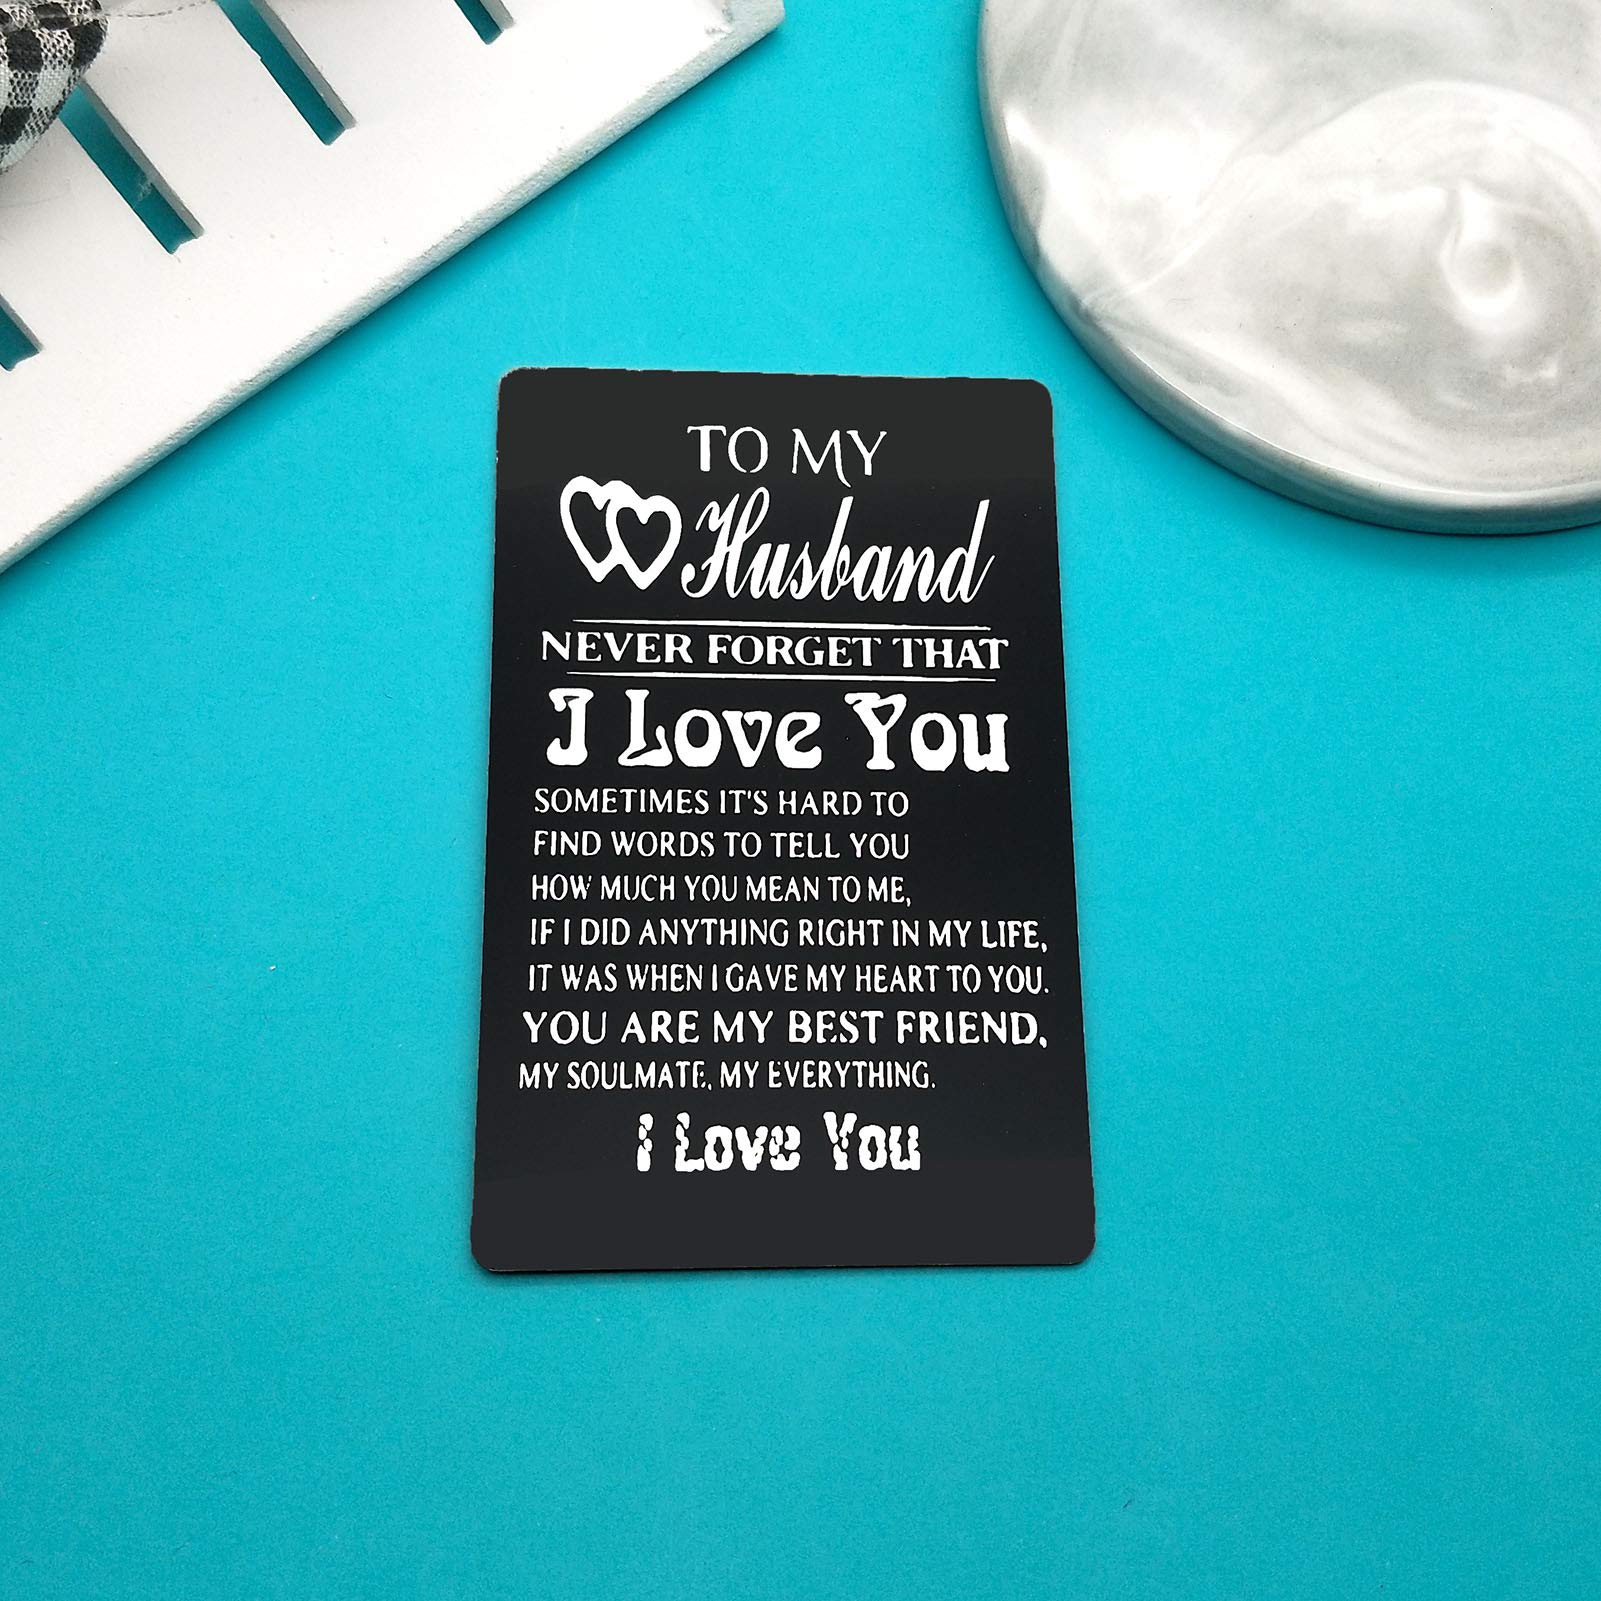 TO MY
Husband
NEVER FORGET THAT
I Love You
SOMETIMES IT'S HARD TO
FIND WORDS TO TELL YOU
HOW MUCH YOU MEAN TO ME,
IF I DID ANYTHING RIGHT IN MY LIFE,
IT WAS WHEN I GAVE MY HEART TO YOU.
YOU ARE MY BEST FRIEND,
MY SOULMATE, MY EVERYTHING.
I Love You